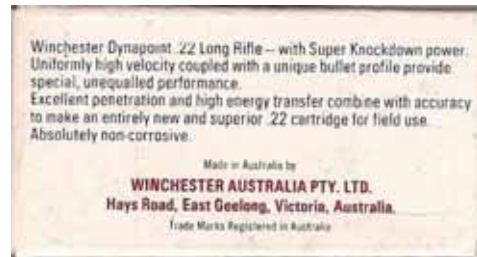 Winchester Dynapoint .22 Long Rifle – with Super Knockdown power.
Uniformly high velocity coupled with a unique bullet profile provide
special, unequalled performance.
Excellent penetration and high energy transfer combine with accuracy
to make an entirely new and superior .22 cartridge for field use.
Absolutely non-corrosive.
Made in Australia by
WINCHESTER AUSTRALIA PTY. LTD.
Hays Road, East Geelong, Victoria, Australia.
Trade Marks Registered in Australia